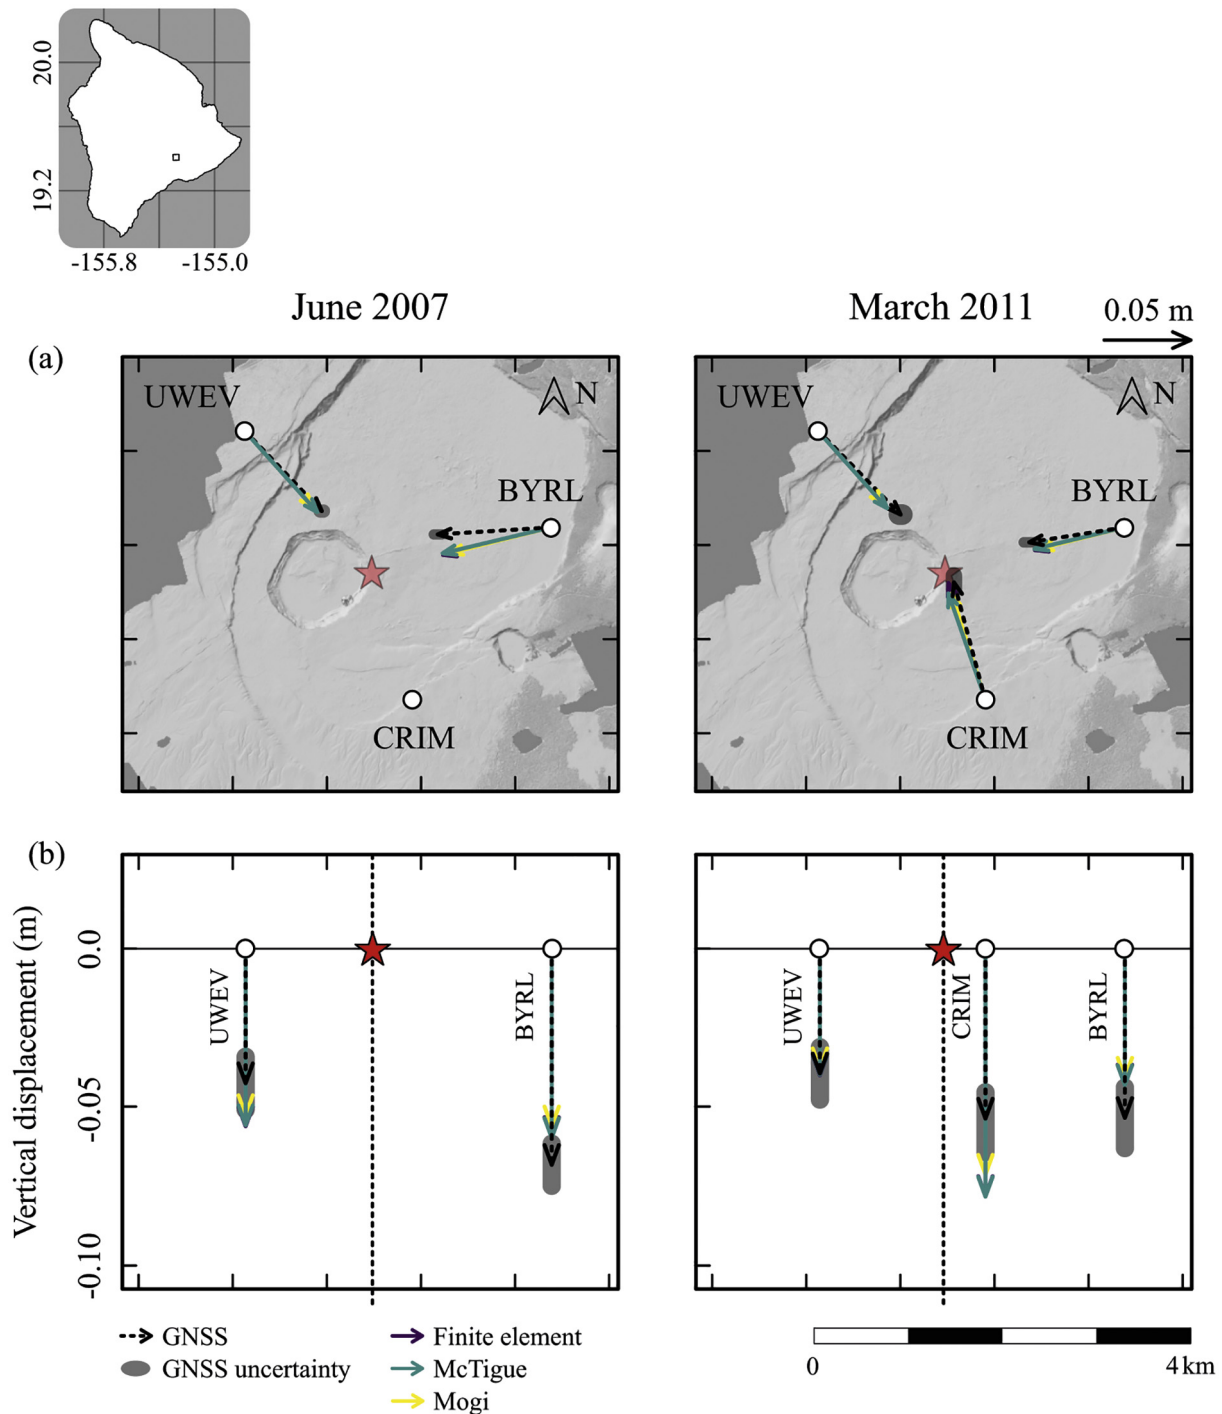 20.0
19.2
-155.8
-155.0
June 2007
March 2011
0.05 m
(a)
UWEV
N
BYRL
CRIM
UWEV
N
BYRL
CRIM
(b)
Vertical displacement (m)
0.0
-0.05
-0.10
UWEV
BYRL
UWEV
CRIM
BYRL
GNSS
GNSS uncertainty
Finite element
McTigue
Mogi
0
4 km